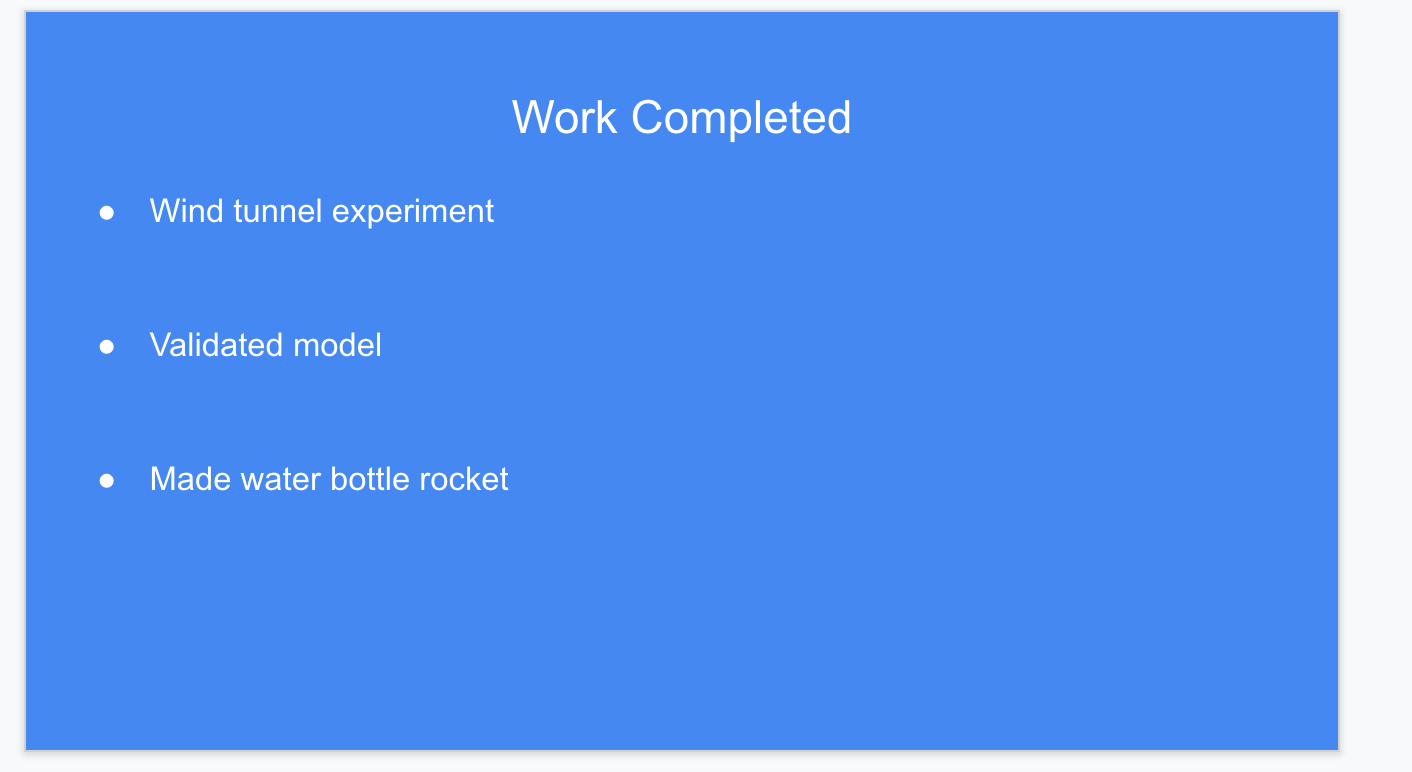 Work Completed
● Wind tunnel experiment
● Validated model
● Made water bottle rocket